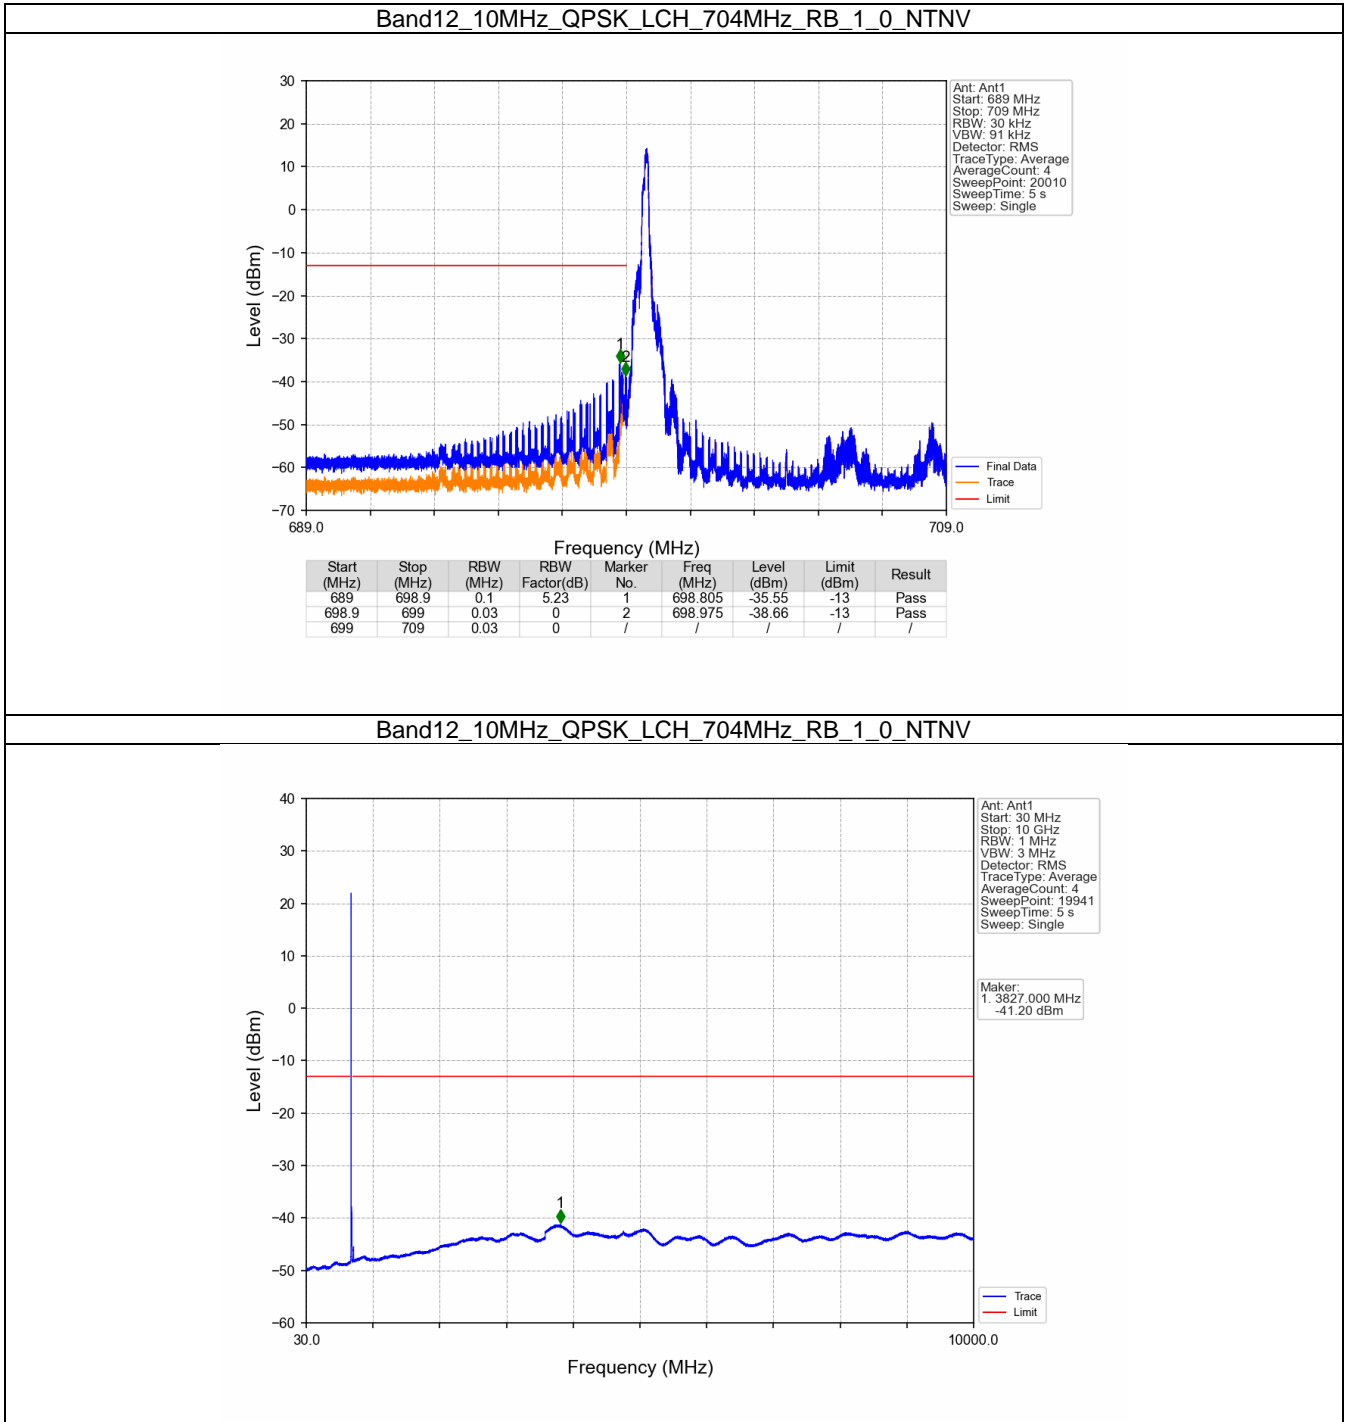 Band12_10MHz_QPSK_LCH_704MHz_RB_1_0_NTNV
30
20
10
0
−10
−20
−30
−40
−50
−60
−70
Level (dBm)
1
2
689.0
709.0
Frequency (MHz)
Ant: Ant1
Start: 689 MHz
Stop: 709 MHz
RBW: 30 kHz
VBW: 91 kHz
Detector: RMS
TraceType: Average
AverageCount: 4
SweepPoint: 20010
SweepTime: 5 s
Sweep: Single
Final Data
Trace
Limit
Start (MHz) Stop (MHz) RBW (MHz) RBW Factor(dB) Marker No. Freq (MHz) Level (dBm) Limit (dBm) Result
689 698.9 0.1 5.23 1 698.805 -35.55 -13 Pass
698.9 699 0.03 0 2 698.975 -38.66 -13 Pass
699 709 0.03 0 / / / / /
Band12_10MHz_QPSK_LCH_704MHz_RB_1_0_NTNV
40
30
20
10
0
−10
−20
−30
−40
−50
−60
Level (dBm)
1
30.0
10000.0
Frequency (MHz)
Ant: Ant1
Start: 30 MHz
Stop: 10 GHz
RBW: 1 MHz
VBW: 3 MHz
Detector: RMS
TraceType: Average
AverageCount: 4
SweepPoint: 19941
SweepTime: 5 s
Sweep: Single
Maker:
1. 3827.000 MHz
-41.20 dBm
Trace
Limit